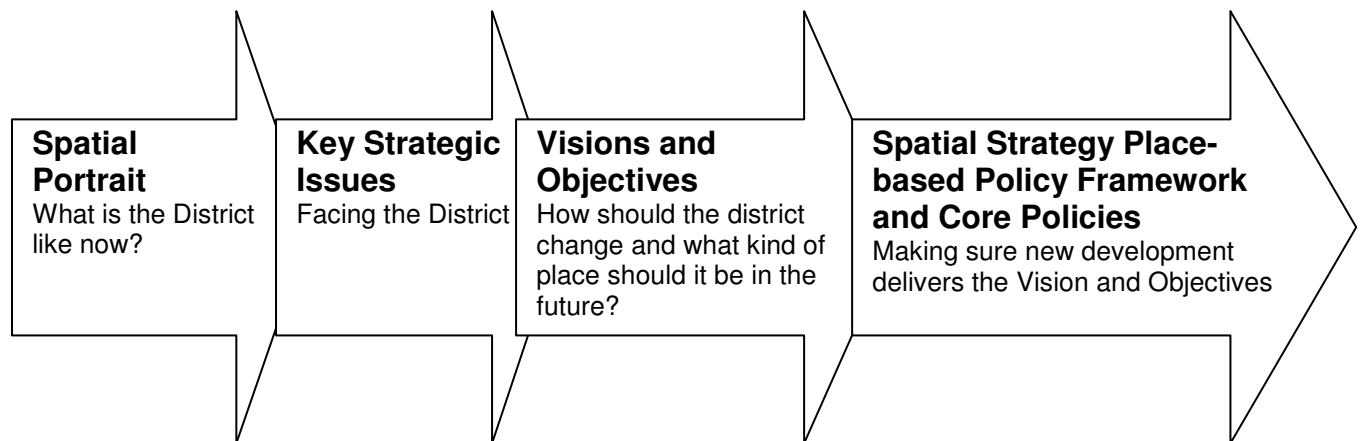 Spatial
Portrait
What is the District
like now?
Key Strategic
Issues
Facing the District
Visions and
Objectives
How should the district
change and what kind of
place should it be in the
future?
Spatial Strategy Place-
based Policy Framework
and Core Policies
Making sure new development
delivers the Vision and Objectives